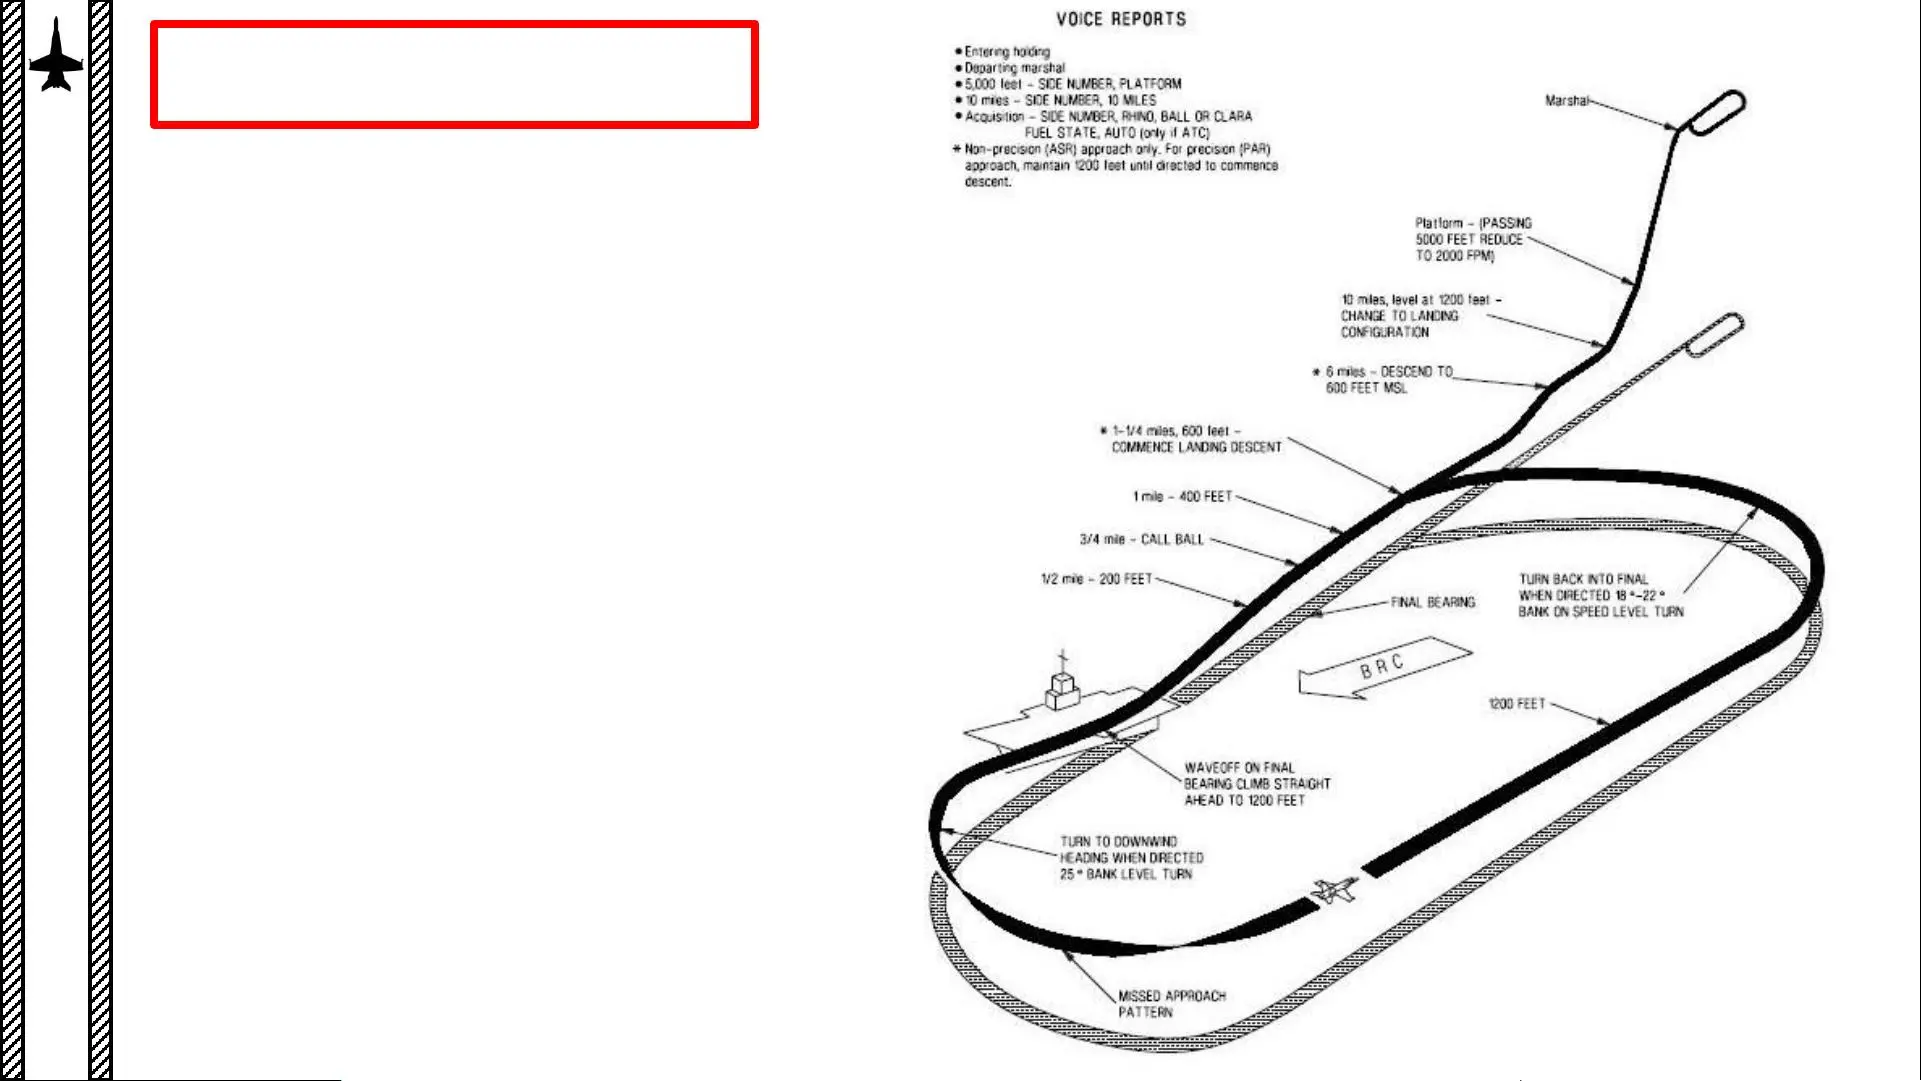 VOICE REPORTS
• Entering holding
• Departing marshal
• 5,000 feet – SIDE NUMBER, PLATFORM
• 10 miles – SIDE NUMBER, 10 MILES
• Acquisition – SIDE NUMBER, RHINO, BALL OR CLARA
FUEL STATE, AUTO (only if ATC)
* Non-precision (ASR) approach only. For precision (PAR)
approach, maintain 1200 feet until directed to commence
descent.
Marshal
Platform – (PASSING
5000 FEET REDUCE
TO 2000 FPM)
10 miles, level at 1200 feet –
CHANGE TO LANDING
CONFIGURATION
* 6 miles – DESCEND TO
600 FEET MSL
* 1-1/4 miles, 600 feet –
COMMENCE LANDING DESCENT
1 mile – 400 FEET
3/4 mile – CALL BALL
1/2 mile – 200 FEET
FINAL BEARING
TURN BACK INTO FINAL
WHEN DIRECTED 18°-22°
BANK ON SPEED LEVEL TURN
BRC
1200 FEET
WAVEOFF ON FINAL
BEARING CLIMB STRAIGHT
AHEAD TO 1200 FEET
TURN TO DOWNWIND
HEADING WHEN DIRECTED
25° BANK LEVEL TURN
MISSED APPROACH
PATTERN